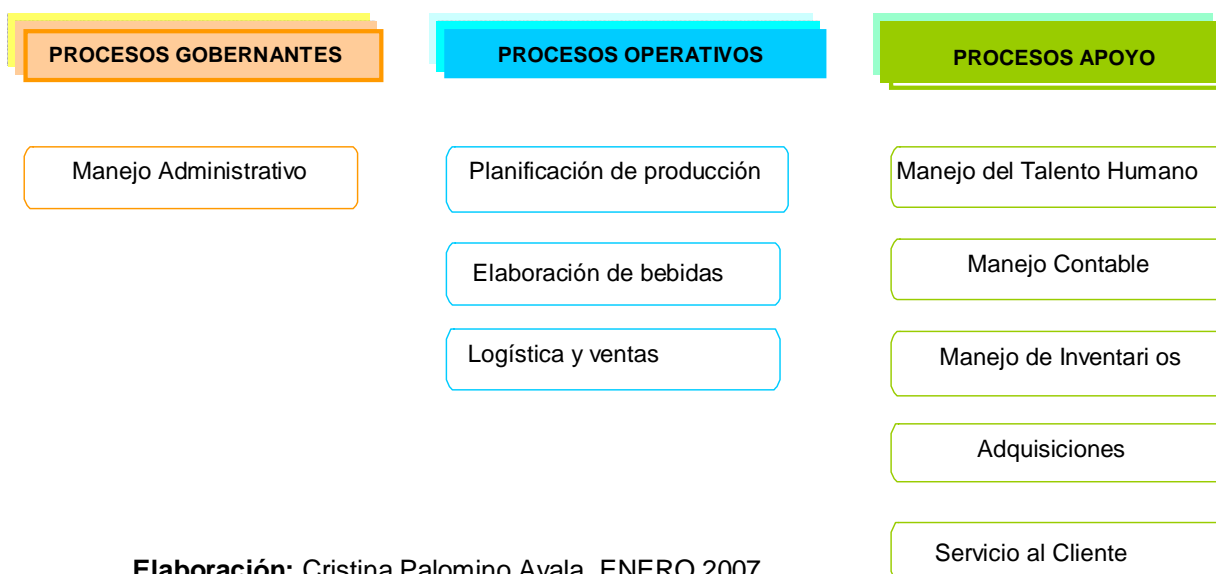 PROCESOS GOBERNANTES
Manejo Administrativo
PROCESOS OPERATIVOS
Planificación de producción
Elaboración de bebidas
Logística y ventas
PROCESOS APOYO
Manejo del Talento Humano
Manejo Contable
Manejo de Inventari os
Adquisiciones
Servicio al Cliente
Elaboración: Cristina Palomino Ayala ENERO 2007